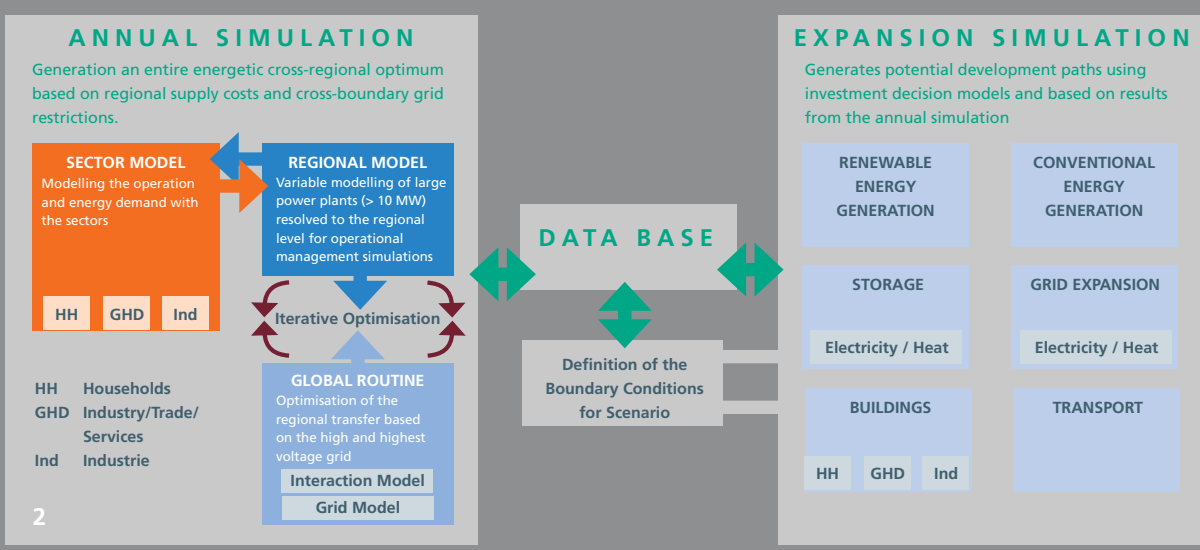 ANNUAL SIMULATION
Generation an entire energetic cross-regional optimum
based on regional supply costs and cross-boundary grid
restrictions.
SECTOR MODEL
Modelling the operation
and energy demand with
the sectors
HH GHD Ind
REGIONAL MODEL
Variable modelling of large
power plants (> 10 MW)
resolved to the regional
level for operational
management simulations
Iterative Optimisation
GLOBAL ROUTINE
Optimisation of the
regional transfer based
on the high and highest
voltage grid
Interaction Model
Grid Model
HH Households
GHD Industry/Trade/
Services
Ind Industrie
2
DATA BASE
Definition of the
Boundary Conditions
for Scenario
EXPANSION SIMULATION
Generates potential development paths using
investment decision models and based on results
from the annual simulation
RENEWABLE
ENERGY
GENERATION
CONVENTIONAL
ENERGY
GENERATION
STORAGE
Electricity / Heat
GRID EXPANSION
Electricity / Heat
BUILDINGS
HH GHD Ind
TRANSPORT